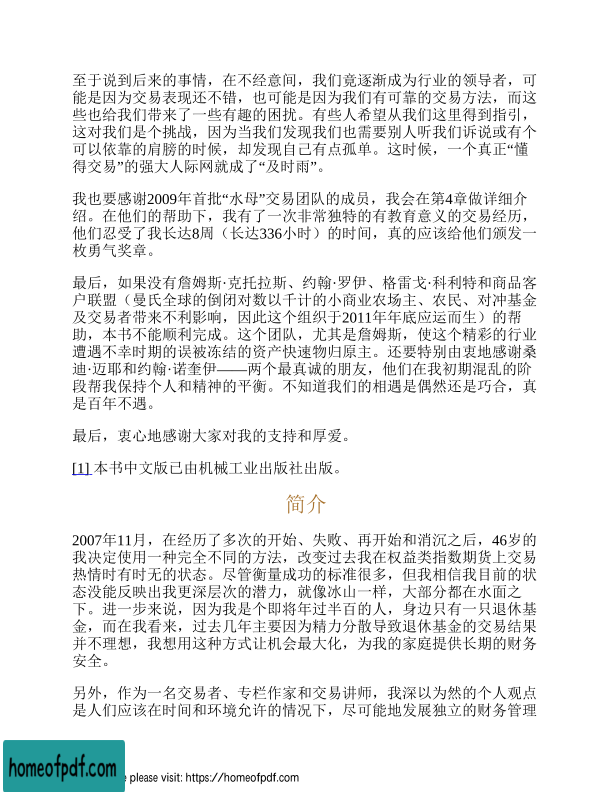 至于说到后来的事情，在不经意间，我们竟逐渐成为行业的领导者，可
能是因为交易表现还不错，也可能是因为我们有可靠的交易方法，而这
些也给我们带来了一些有趣的困扰。有些人希望从我们这里得到指引，
这对我们是个挑战，因为当我们发现我们也需要别人听我们诉说或有个
可以依靠的肩膀的时候，却发现自己有点孤单。这时候，一个真正“懂
得交易”的强大人际网就成了“及时雨”。
我也要感谢2009年首批“水母”交易团队的成员，我会在第4章做详细介
绍。在他们的帮助下，我有了一次非常独特的有教育意义的交易经历，
他们忍受了我长达8周（长达336小时）的时间，真的应该给他们颁发一
枚勇气奖章。
最后，如果没有詹姆斯·克托拉斯、约翰·罗伊、格雷戈·科利特和商品客
户联盟（曼氏全球的倒闭对数以千计的小商业农场主、农民、对冲基金
及交易者带来不利影响，因此这个组织于2011年年底应运而生）的帮
助，本书不能顺利完成。这个团队，尤其是詹姆斯，使这个精彩的行业
遭遇不幸时期的误被冻结的资产快速物归原主。还要特别由衷地感谢桑
迪·迈耶和约翰·诺奎伊——两个最真诚的朋友，他们在我初期混乱的阶
段帮我保持个人和精神的平衡。不知道我们的相遇是偶然还是巧合，真
是百年不遇。
最后，衷心地感谢大家对我的支持和厚爱。
[1] 本书中文版已由机械工业出版社出版。
简介
2007年11月，在经历了多次的开始、失败、再开始和消沉之后，46岁的
我决定使用一种完全不同的方法，改变过去我在权益类指数期货上交易
热情时有时无的状态。尽管衡量成功的标准很多，但我相信我目前的状
态没能反映出我更深层次的潜力，就像冰山一样，大部分都在水面之
下。进一步来说，因为我是个即将年过半百的人，身边只有一只退休基
金，而在我看来，过去几年主要因为精力分散导致退休基金的交易结果
并不理想，我想用这种方式让机会最大化，为我的家庭提供长期的财务
安全。
另外，作为一名交易者、专栏作家和交易讲师，我深以为然的个人观点
是人们应该在时间和环境允许的情况下，尽可能地发展独立的财务管理
homeofpdf.com
e please visit: https://homeofpdf.com